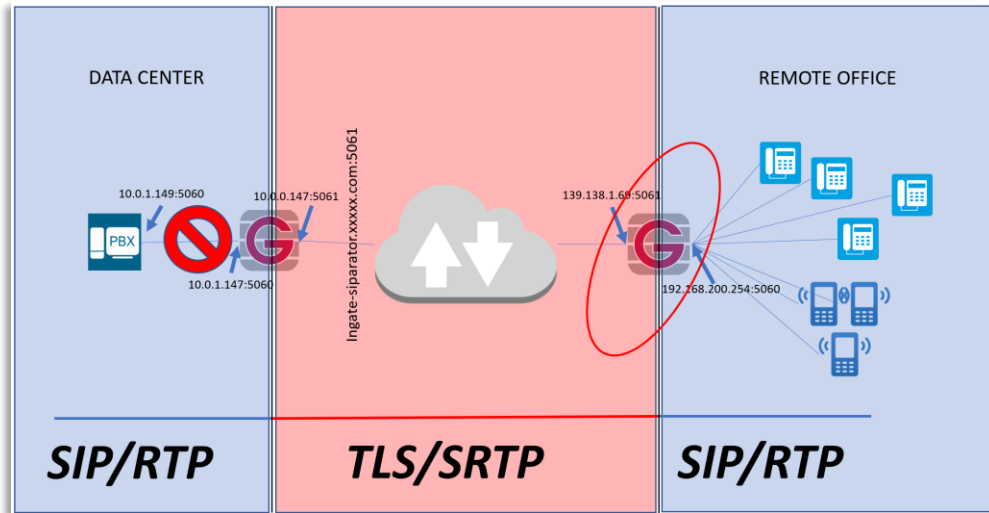 DATA CENTER
REMOTE OFFICE
Ingate-siparator.xxxxx.com:5061
10.0.1.149:5060
10.0.0.147:5061
139.138.1.69:5061
PBX
G
G
10.0.1.147:5060
192.168.200.254:5060
SIP/RTP
TLS/SRTP
SIP/RTP